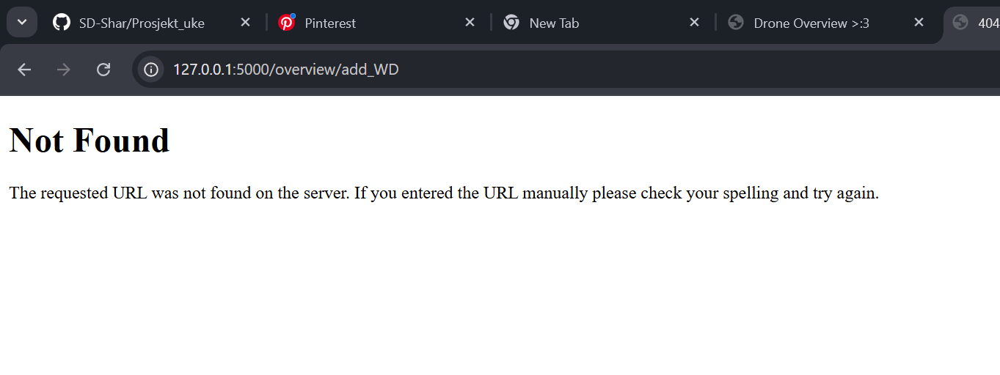 SD-Shar/Prosjekt_uke
Pinterest
New Tab
Drone Overview >:3
404
127.0.0.1:5000/overview/add_WD
Not Found
The requested URL was not found on the server. If you entered the URL manually please check your spelling and try again.